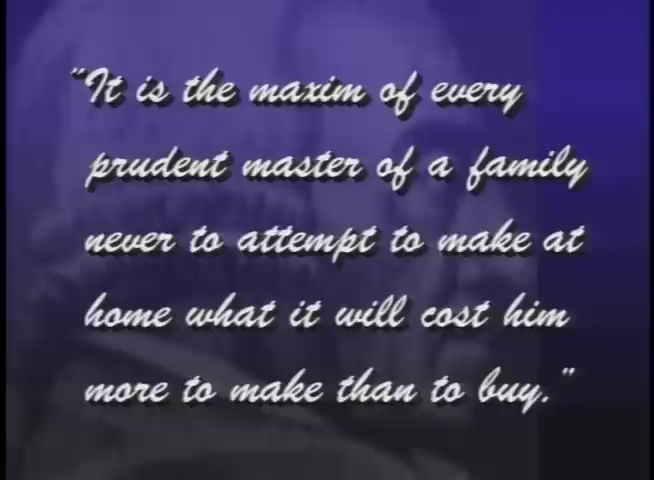 "It is the maxim of every
prudent master of a family
never to attempt to make at
home what it will cost him
more to make than to buy."